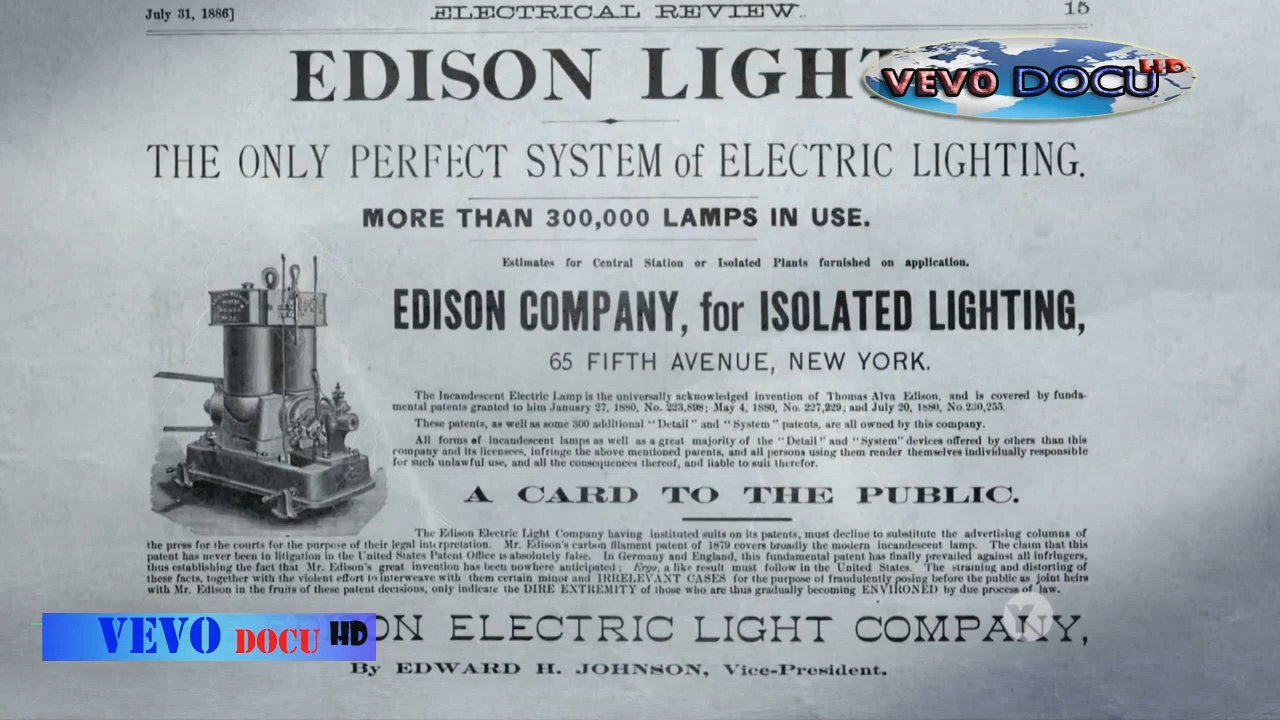 July 31, 1886]
ELECTRICAL REVIEW.
15
EDISON LIGHT
VEVO DOCU HD
THE ONLY PERFECT SYSTEM of ELECTRIC LIGHTING.
MORE THAN 300,000 LAMPS IN USE.
Estimates for Central Station or Isolated Plants furnished on application.
EDISON COMPANY, for ISOLATED LIGHTING,
65 FIFTH AVENUE, NEW YORK.
The Incandescent Electric Lamp is the universally acknowledged invention of Thomas Alva Edison, and is covered by funda-
mental patents granted to him January 27, 1880, No. 223,898; May 4, 1880, No. 227,229; and July 20, 1880, No. 230,255.
These patents, as well as some 300 additional "Detail" and "System" patents, are all owned by this company.
All forms of incandescent lamps as well as a great majority of the "Detail" and "System" devices offered by others than this
company and its licensees, infringe the above mentioned patents, and all persons using them render themselves individually responsible
for such unlawful use, and all the consequences thereof, and liable to suit therefor.
A CARD TO THE PUBLIC.
The Edison Electric Light Company having instituted suits on its patents, must decline to substitute the advertising columns of
the press for the courts for the purpose of their legal interpretation. Mr. Edison's carbon filament patent of 1879 covers broadly the modern incandescent lamp. The claim that this
patent has never been in litigation in the United States Patent Office is absolutely false. In Germany and England, this fundamental patent has finally prevailed against all infringers,
thus establishing the fact that Mr. Edison's great invention has been nowhere anticipated; Ergo, a like result must follow in the United States. The straining and distorting of
these facts, together with the violent effort to interweave with them certain minor and IRRELEVANT CASES for the purpose of fraudulently posing before the public as joint heirs
with Mr. Edison in the fruits of these patent decisions, only indicate the DIRE EXTREMITY of those who are thus gradually becoming ENVIRONED by due process of law.
ON ELECTRIC LIGHT COMPANY,
VEVO DOCU HD
By EDWARD H. JOHNSON, Vice-President.